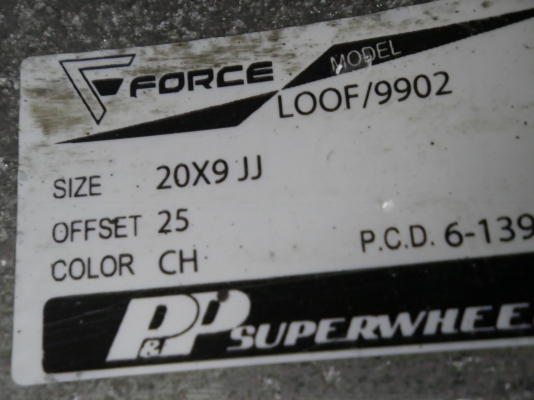 FORCE MODEL
LOOF/9902
SIZE 20X9 JJ
OFFSET 25
P.C.D. 6-139
COLOR CH
P&P SUPERWHEE